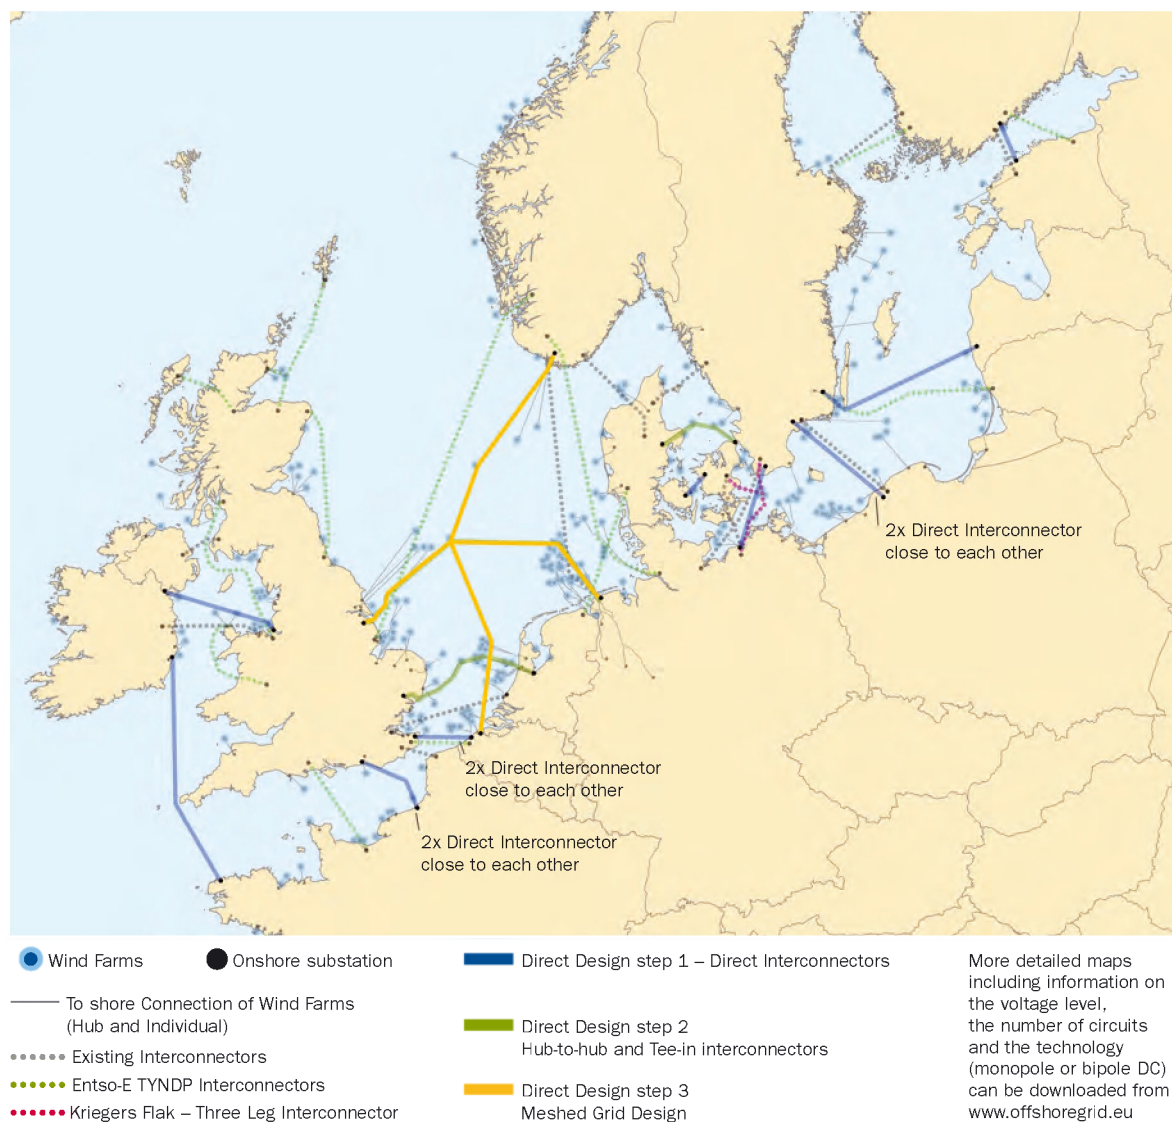 2x Direct Interconnector
close to each other
2x Direct Interconnector
close to each other
2x Direct Interconnector
close to each other
Wind Farms
Onshore substation
To shore Connection of Wind Farms
(Hub and Individual)
Existing Interconnectors
Entso-E TYNDP Interconnectors
Kriegers Flak – Three Leg Interconnector
Direct Design step 1 – Direct Interconnectors
Direct Design step 2
Hub-to-hub and Tee-in interconnectors
Direct Design step 3
Meshed Grid Design
More detailed maps
including information on
the voltage level,
the number of circuits
and the technology
(monopole or bipole DC)
can be downloaded from
www.offshoregrid.eu